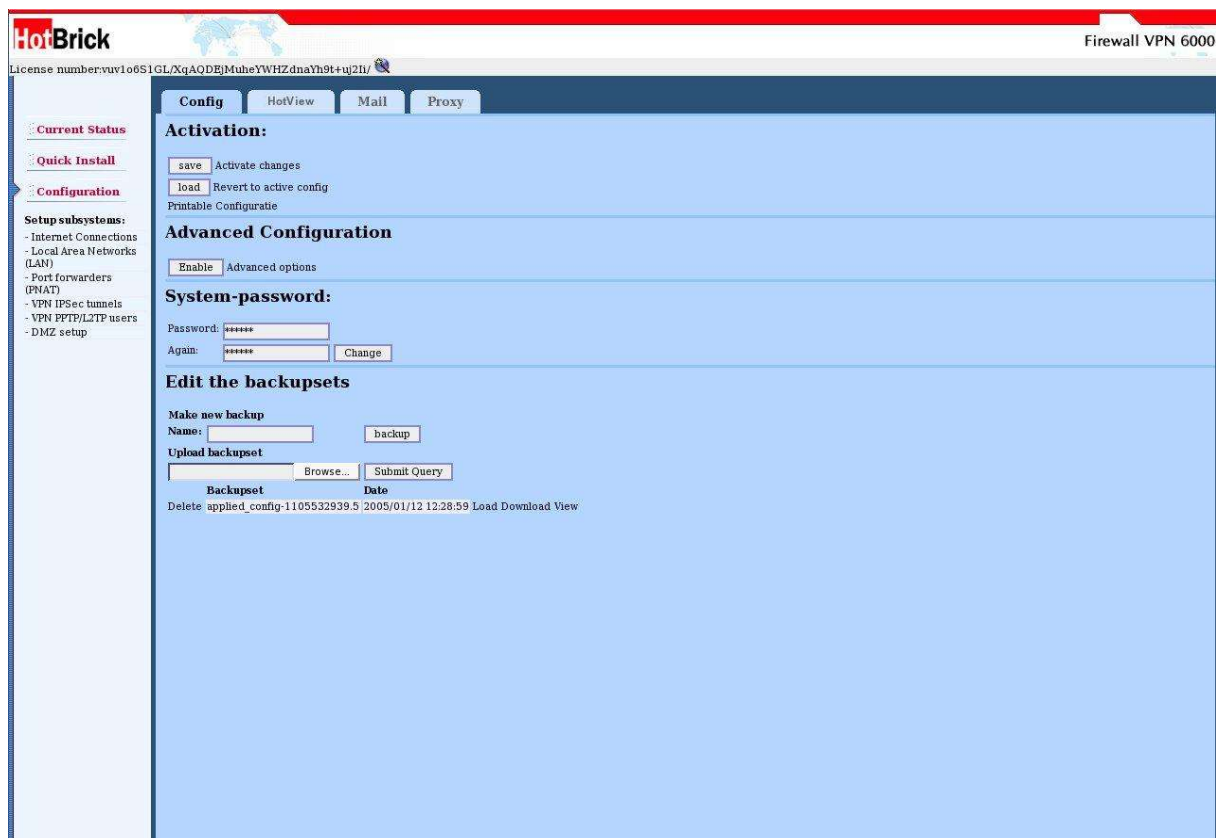 HotBrick
Firewall VPN 6000
License number:vuv1o6S1GL/XqAQDEjMuheYWHZdnaYh9t+uj2Ii/
Config HotView Mail Proxy
Current Status
Quick Install
Configuration
Setup subsystems:
- Internet Connections
- Local Area Networks
(LAN)
- Port forwarders
(PNAT)
- VPN IPSec tunnels
- VPN PPTP/L2TP users
- DMZ setup
Activation:
save Activate changes
load Revert to active config
Printable Configuratie
Advanced Configuration
Enable Advanced options
System-password:
Password: ******
Again: ****** Change
Edit the backupsets
Make new backup
Name: backup
Upload backupset
Browse... Submit Query
Backupset Date
Delete applied_config-1105532939.5 2005/01/12 12:28:59 Load Download View